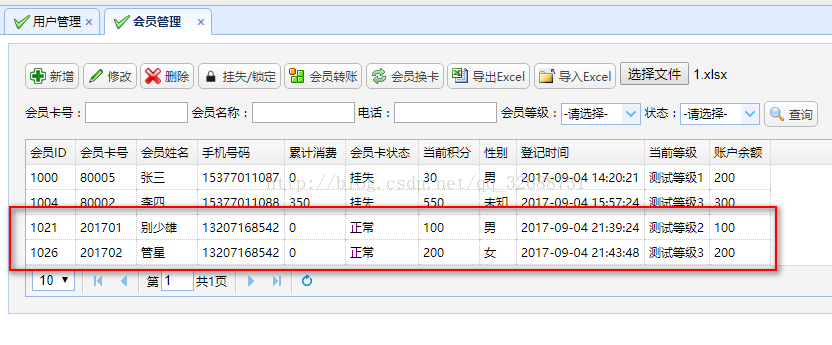 用户管理 会员管理
新增 修改 删除 挂失/锁定 会员转账 会员换卡 导出Excel 导入Excel 选择文件 1.xlsx
会员卡号： 会员名称： 电话： 会员等级： -请选择- 状态： -请选择- 查询
会员ID 会员卡号 会员姓名 手机号码 累计消费 会员卡状态 当前积分 性别 登记时间 当前等级 账户余额
1000 80005 张三 15377011087 0 挂失 30 男 2017-09-04 14:20:21 测试等级1 200
1004 80002 李四 15377011088 350 挂失 550 未知 2017-09-04 15:57:24 测试等级3 300
1021 201701 别少雄 13207168542 0 正常 100 男 2017-09-04 21:39:24 测试等级2 100
1026 201702 管星 13207168542 0 正常 200 女 2017-09-04 21:43:48 测试等级3 200
10 第 1 共1页